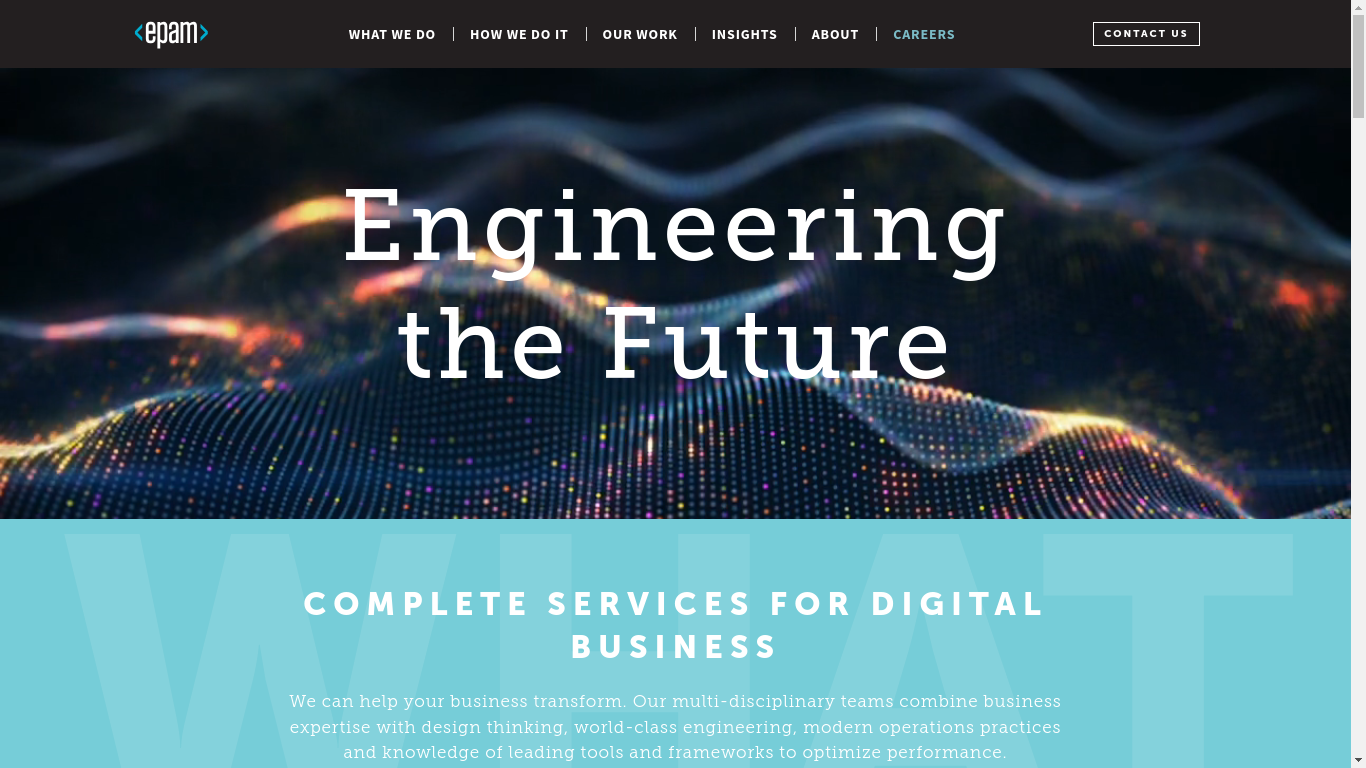 <epam>
WHAT WE DO
HOW WE DO IT
OUR WORK
INSIGHTS
ABOUT
CAREERS
CONTACT US
Engineering
the Future
WHAT
COMPLETE SERVICES FOR DIGITAL
BUSINESS
We can help your business transform. Our multi-disciplinary teams combine business
expertise with design thinking, world-class engineering, modern operations practices
and knowledge of leading tools and frameworks to optimize performance.